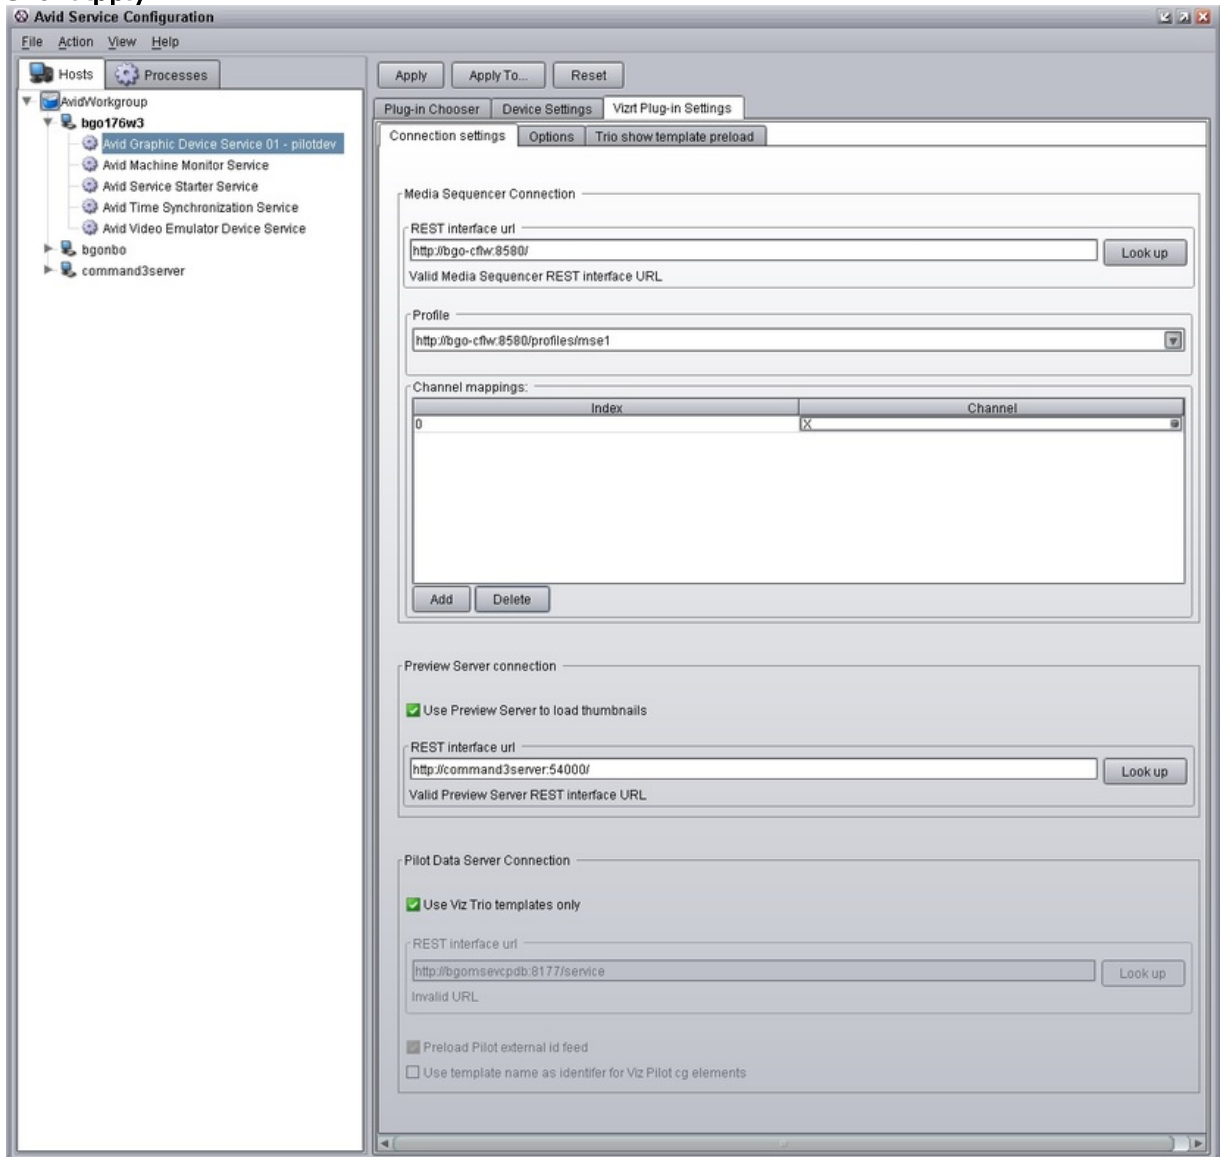 Avid Service Configuration
File Action View Help
Hosts Processes
AvidWorkgroup
bgo176w3
Avid Graphic Device Service 01 - pilotdev
Avid Machine Monitor Service
Avid Service Starter Service
Avid Time Synchronization Service
Avid Video Emulator Device Service
bgonbo
command3server
Apply Apply To... Reset
Plug-in Chooser Device Settings Vizrt Plug-in Settings
Connection settings Options Trio show template preload
Media Sequencer Connection
REST interface url
http://bgo-cflw:8580/ Look up
Valid Media Sequencer REST interface URL
Profile
http://bgo-cflw:8580/profiles/mse1
Channel mappings:
Index Channel
0 X
Add Delete
Preview Server connection
Use Preview Server to load thumbnails
REST interface url
http://command3server:54000/ Look up
Valid Preview Server REST interface URL
Pilot Data Server Connection
Use Viz Trio templates only
REST interface url
http://bgomsevcpdb:8177/service Look up
Invalid URL
Preload Pilot external id feed
Use template name as identifer for Viz Pilot cg elements